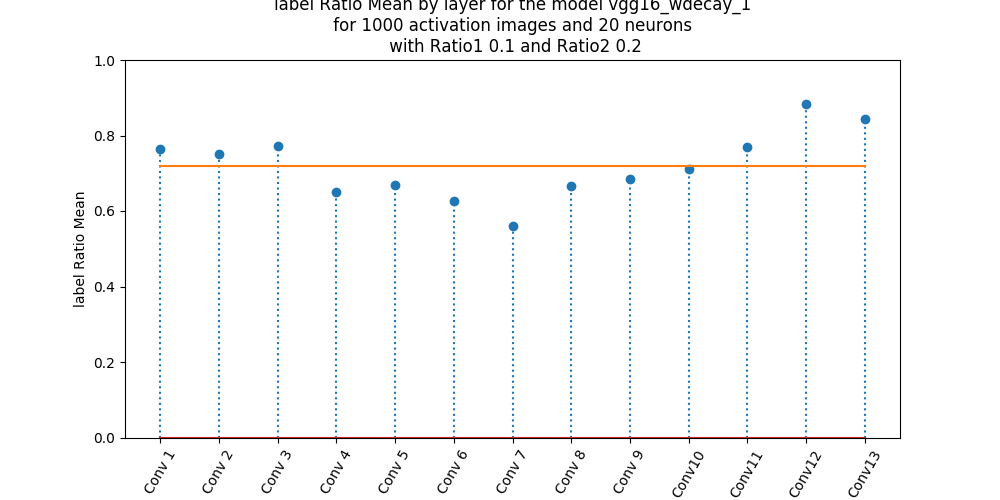 label Ratio Mean by layer for the model vgg16_wdecay_1
for 1000 activation images and 20 neurons
with Ratio1 0.1 and Ratio2 0.2
1.0
0.8
0.6
0.4
0.2
0.0
label Ratio Mean
Conv 1
Conv 2
Conv 3
Conv 4
Conv 5
Conv 6
Conv 7
Conv 8
Conv 9
Conv10
Conv11
Conv12
Conv13